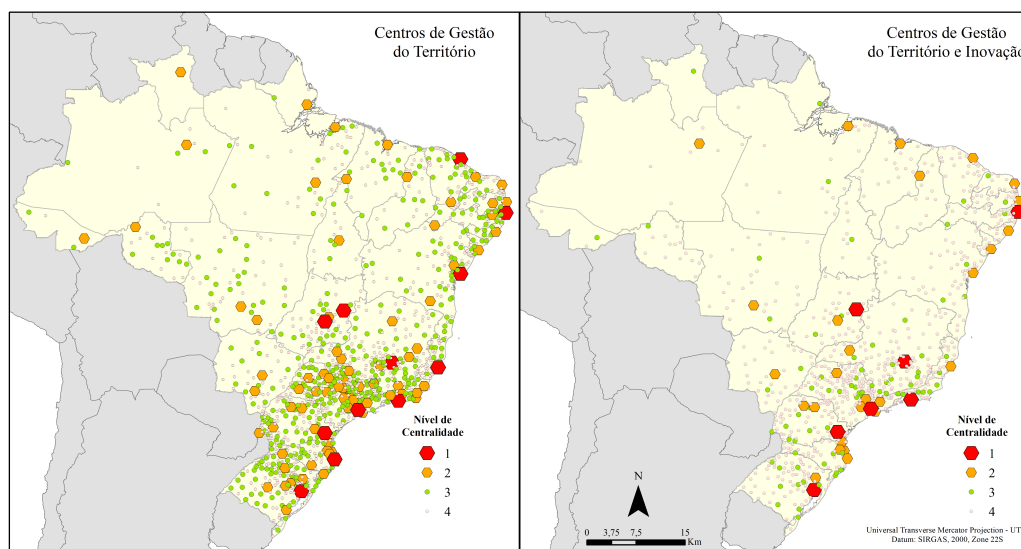 Centros de Gestão
do Território
Nível de
Centralidade
1
2
3
4
Centros de Gestão
do Território e Inovação
Nível de
Centralidade
1
2
3
4
N
0 3,75 7,5 15
Km
Universal Transverse Mercator Projection - UT
Datum: SIRGAS, 2000, Zone 22S